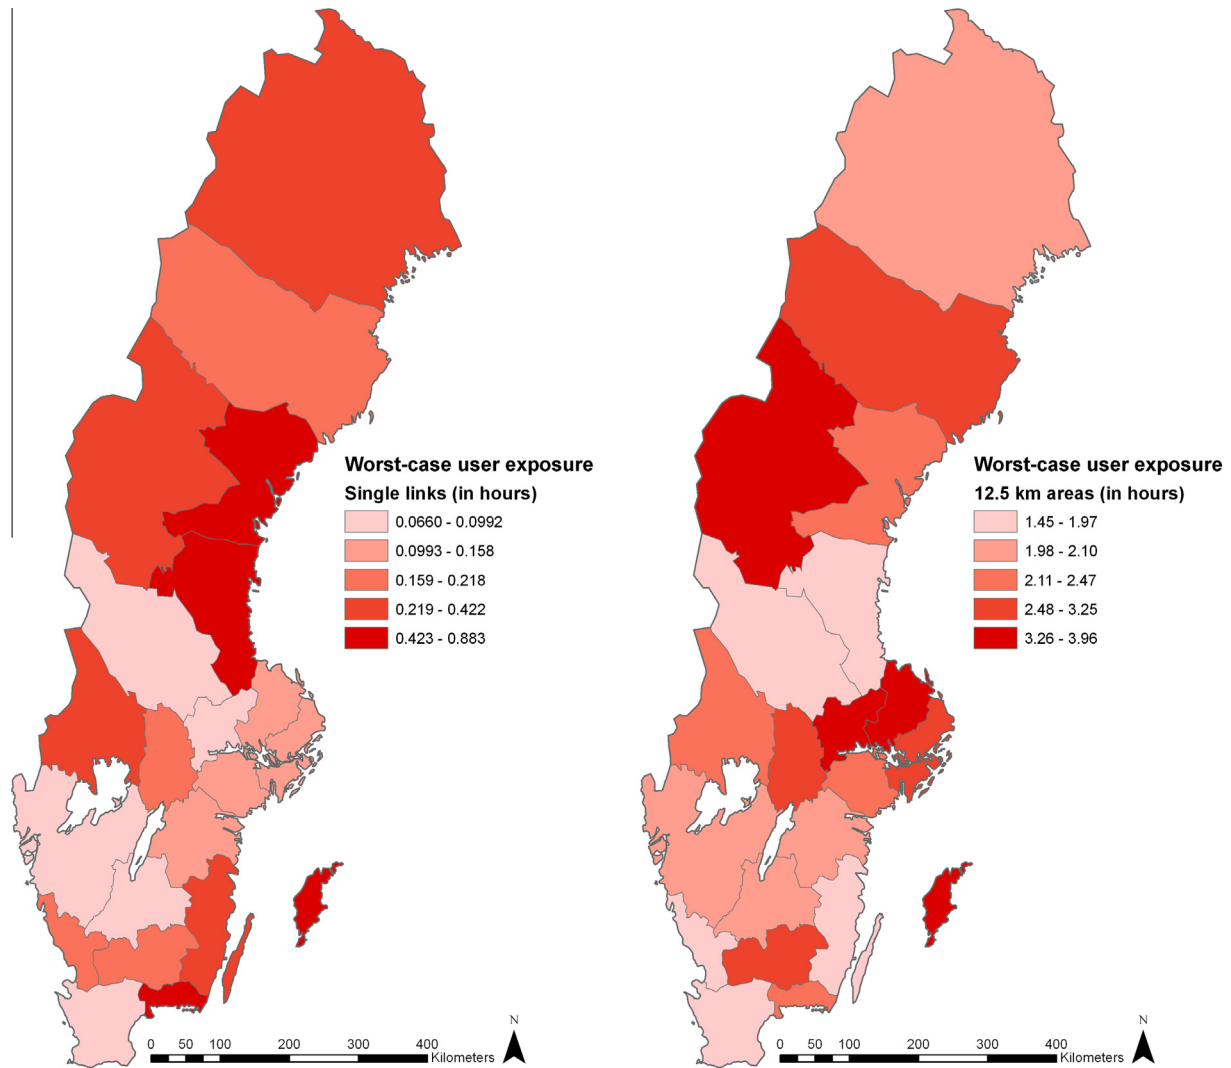 Worst-case user exposure
Single links (in hours)
0.0660 - 0.0992
0.0993 - 0.158
0.159 - 0.218
0.219 - 0.422
0.423 - 0.883
N
0 50 100 200 300 400
Kilometers
Worst-case user exposure
12.5 km areas (in hours)
1.45 - 1.97
1.98 - 2.10
2.11 - 2.47
2.48 - 3.25
3.26 - 3.96
N
0 50 100 200 300 400
Kilometers